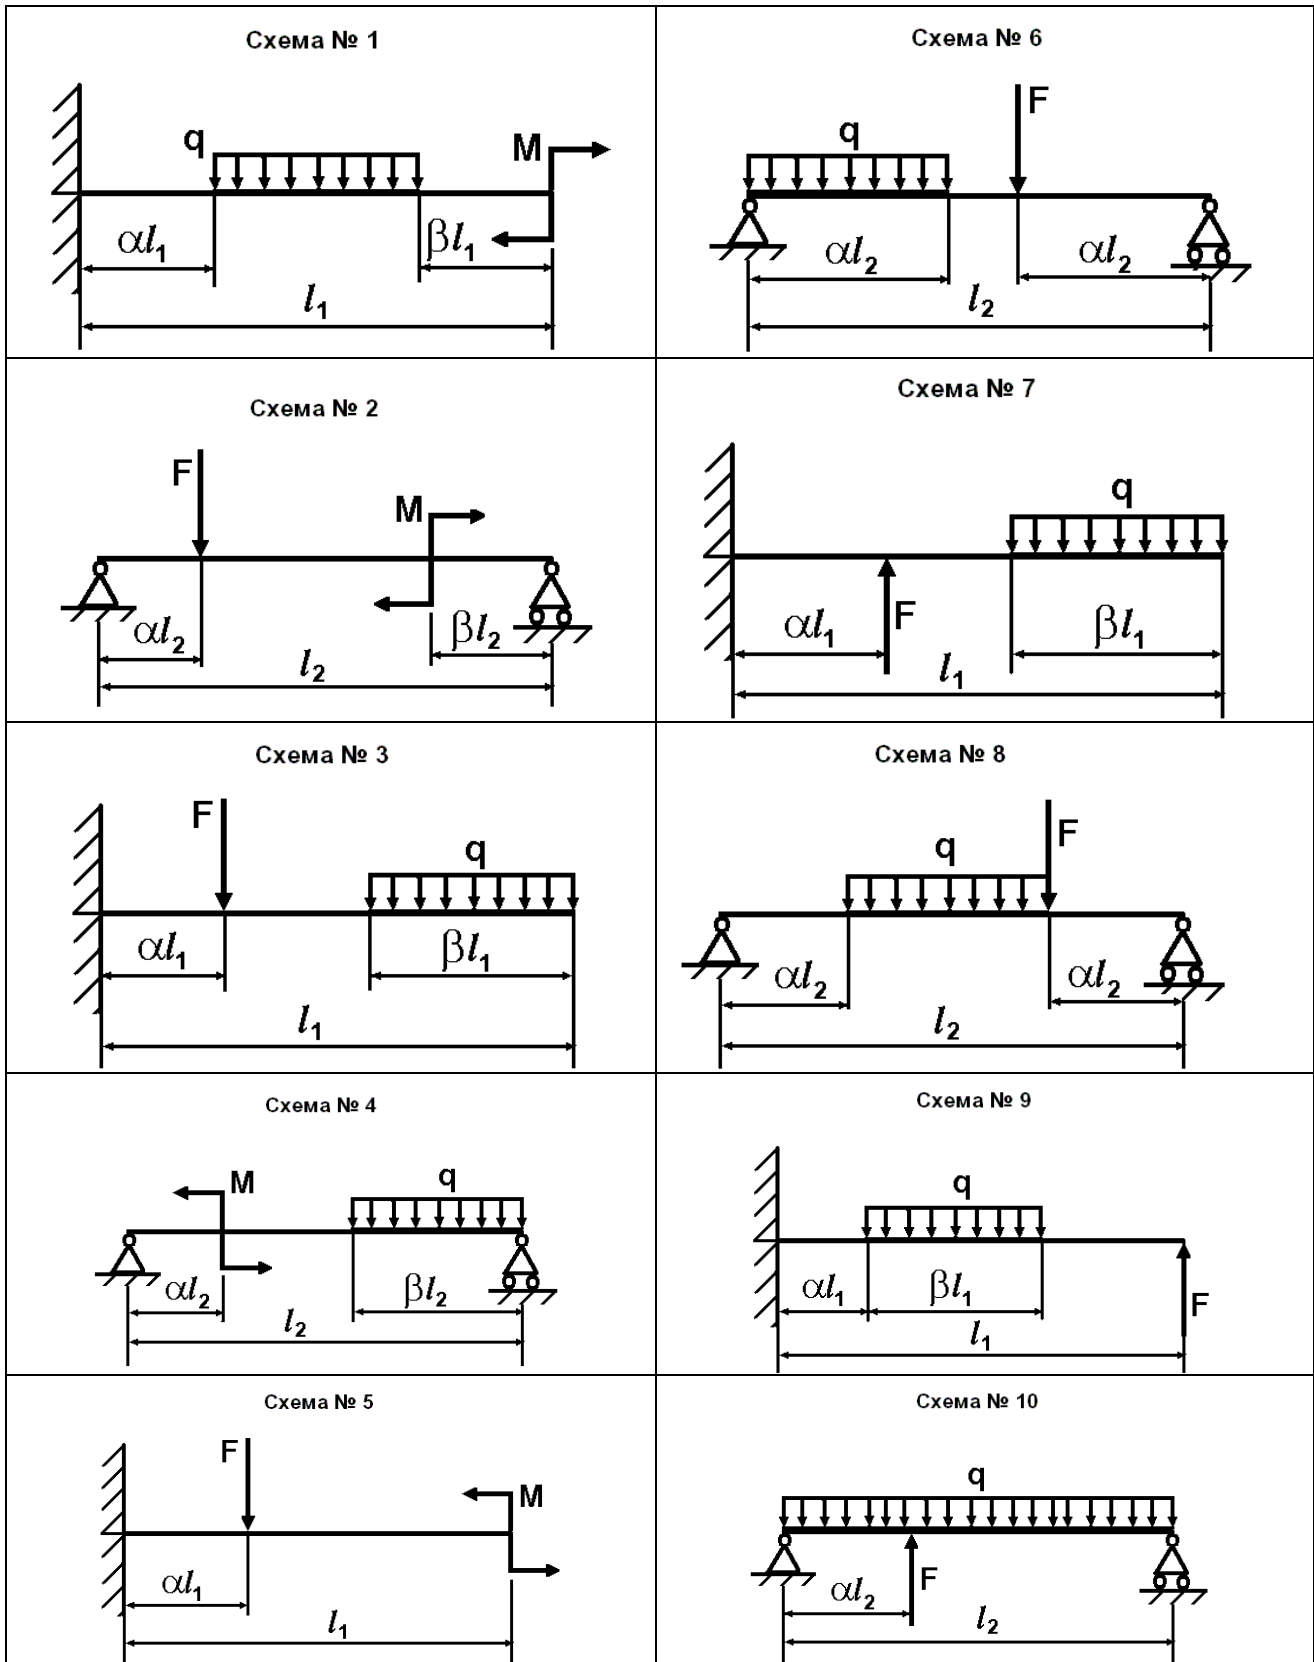 Схема № 1
q
M
αl₁
βl₁
l₁
Схема № 6
F
q
αl₂
αl₂
l₂
Схема № 2
F
M
αl₂
βl₂
l₂
Схема № 7
q
F
αl₁
βl₁
l₁
Схема № 3
F
q
αl₁
βl₁
l₁
Схема № 8
F
q
αl₂
αl₂
l₂
Схема № 4
M
q
αl₂
βl₂
l₂
Схема № 9
q
αl₁
βl₁
F
l₁
Схема № 5
F
M
αl₁
l₁
Схема № 10
q
F
αl₂
l₂